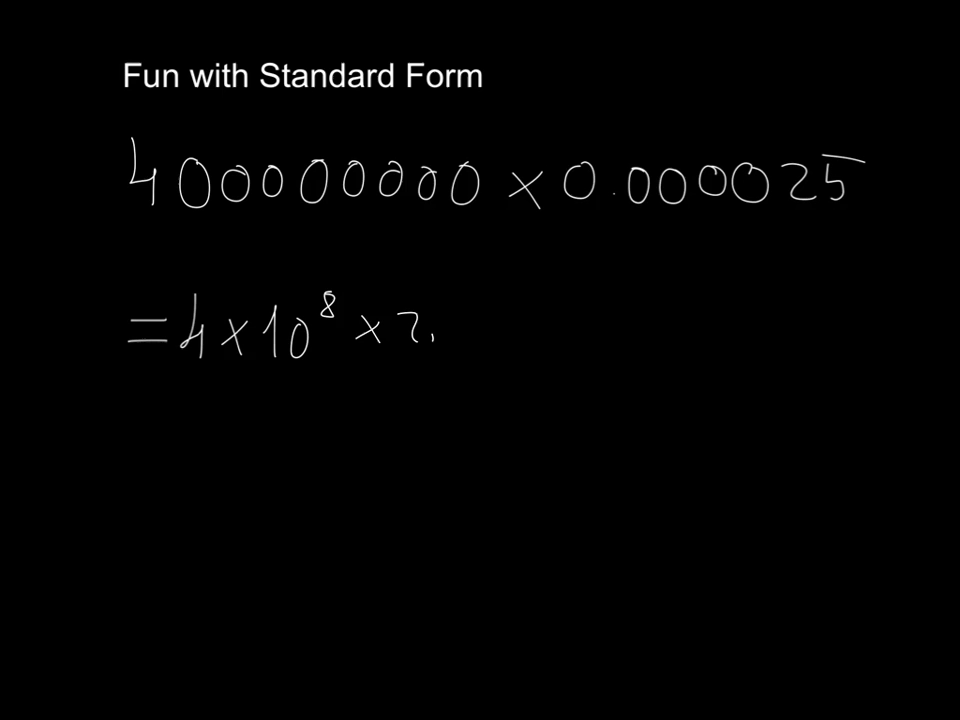 Fun with Standard Form
400000000 × 0.000025
= 4 × 10⁸ × 2.